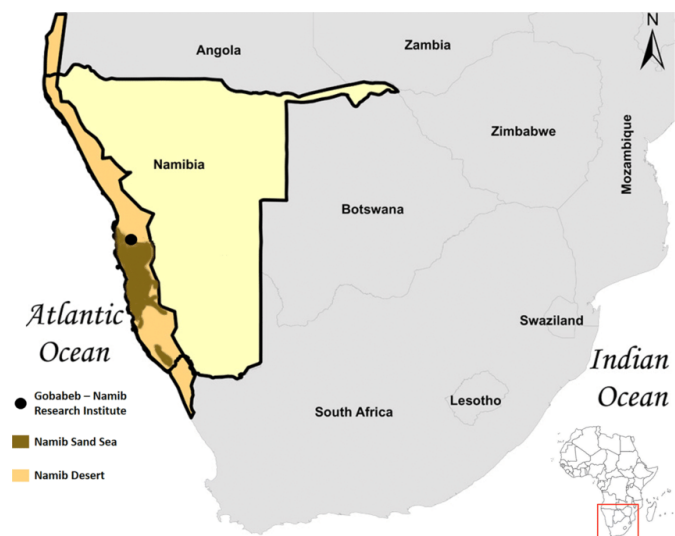 N
Angola
Zambia
Zimbabwe
Mozambique
Namibia
Botswana
Atlantic
Ocean
Swaziland
Indian
Ocean
Gobabeb – Namib
Research Institute
South Africa
Lesotho
Namib Sand Sea
Namib Desert